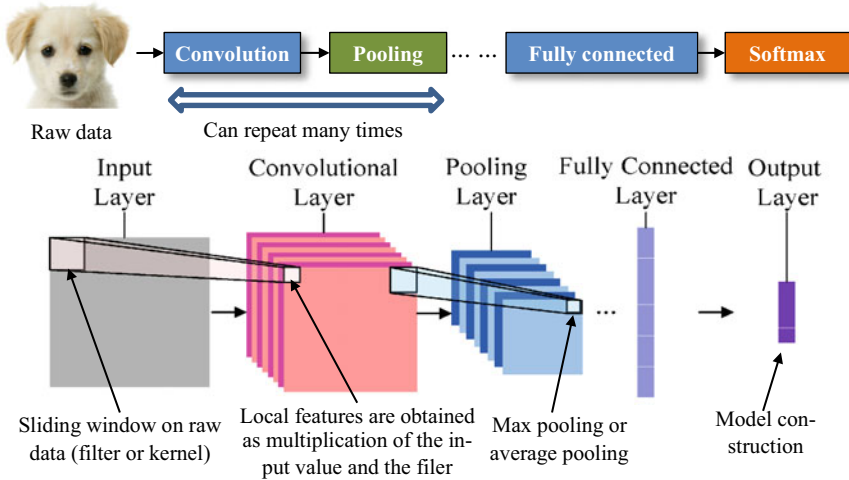 Convolution
Pooling
... ...
Fully connected
Softmax
Raw data
Can repeat many times
Input
Layer
Convolutional
Layer
Pooling
Layer
Fully Connected
Layer
Output
Layer
...
Sliding window on raw
data (filter or kernel)
Local features are obtained
as multiplication of the in-
put value and the filer
Max pooling or
average pooling
Model con-
struction